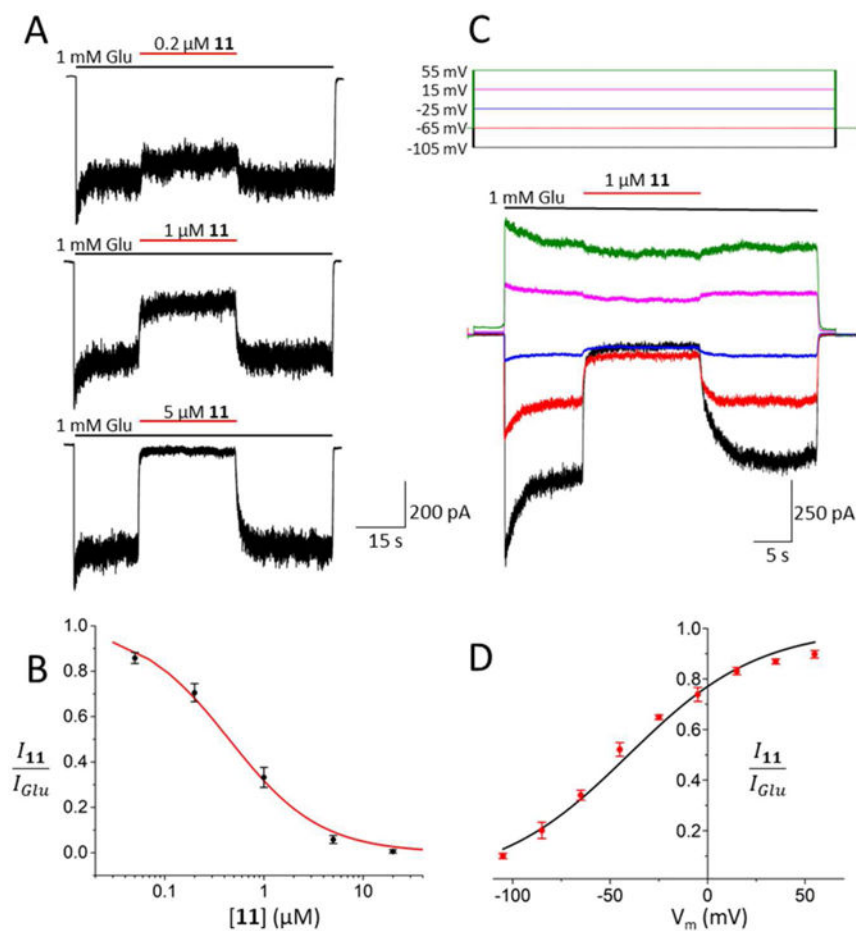 A
0.2 μM 11
1 mM Glu
1 μM 11
1 mM Glu
5 μM 11
1 mM Glu
200 pA
15 s
C
55 mV
15 mV
-25 mV
-65 mV
-105 mV
1 μM 11
1 mM Glu
250 pA
5 s
B
1.0
0.8
0.6
0.4
0.2
0.0
I11
IGlu
0.1
1
10
[11] (μM)
D
1.0
0.8
0.6
0.4
0.2
I11
IGlu
-100
-50
0
50
Vm (mV)